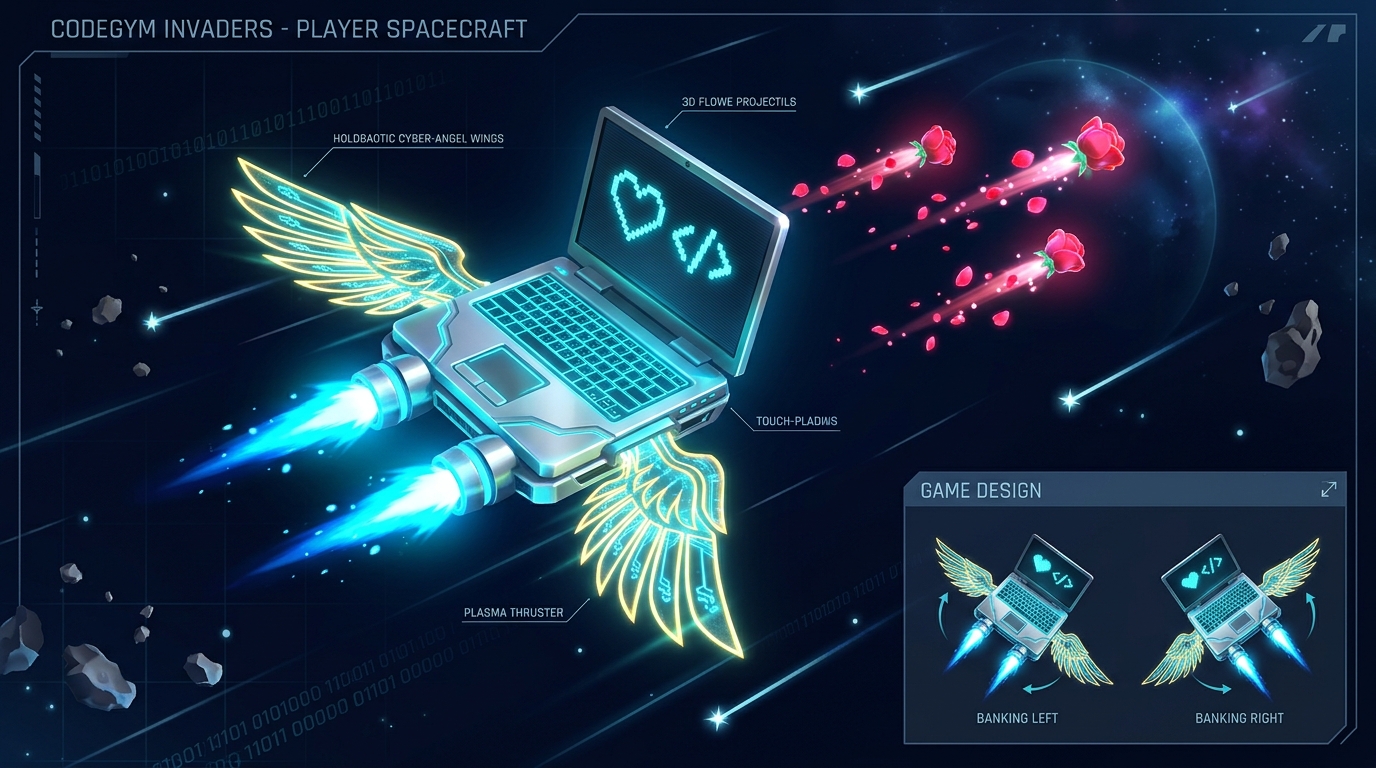 CODEGYM INVADERS - PLAYER SPACECRAFT
3D FLOWE PROJECTILS
HOLDBAOTIC CYBER-ANGEL WINGS
</>
TOUCH-PLADINS
PLASMA THRUSTER
GAME DESIGN
</>
</>
BANKING LEFT
BANKING RIGHT